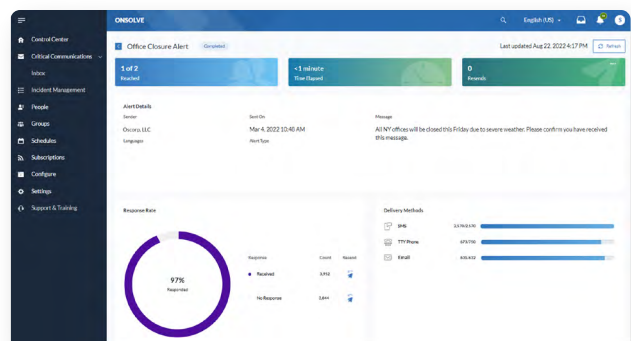 ONSOLVE
English (US)
S
Control Center
Critical Communications
Inbox
Incident Management
People
Groups
Schedules
Subscriptions
Configure
Settings
Support & Training
Office Closure Alert
Completed
Last updated Aug 22, 2022 4:17 PM
Refresh
1 of 2
Reached
<1 minute
Time Elapsed
0
Resends
Alert Details
Sender
Sent On
Message
Oscorp, LLC
Mar 4, 2022 10:48 AM
All NY offices will be closed this Friday due to severe weather. Please confirm you have received
this message.
Languages
Alert Type
Response Rate
97%
Responded
Response
Count
Resend
Received
No Response
Delivery Methods
SMS
TTY Phone
Email